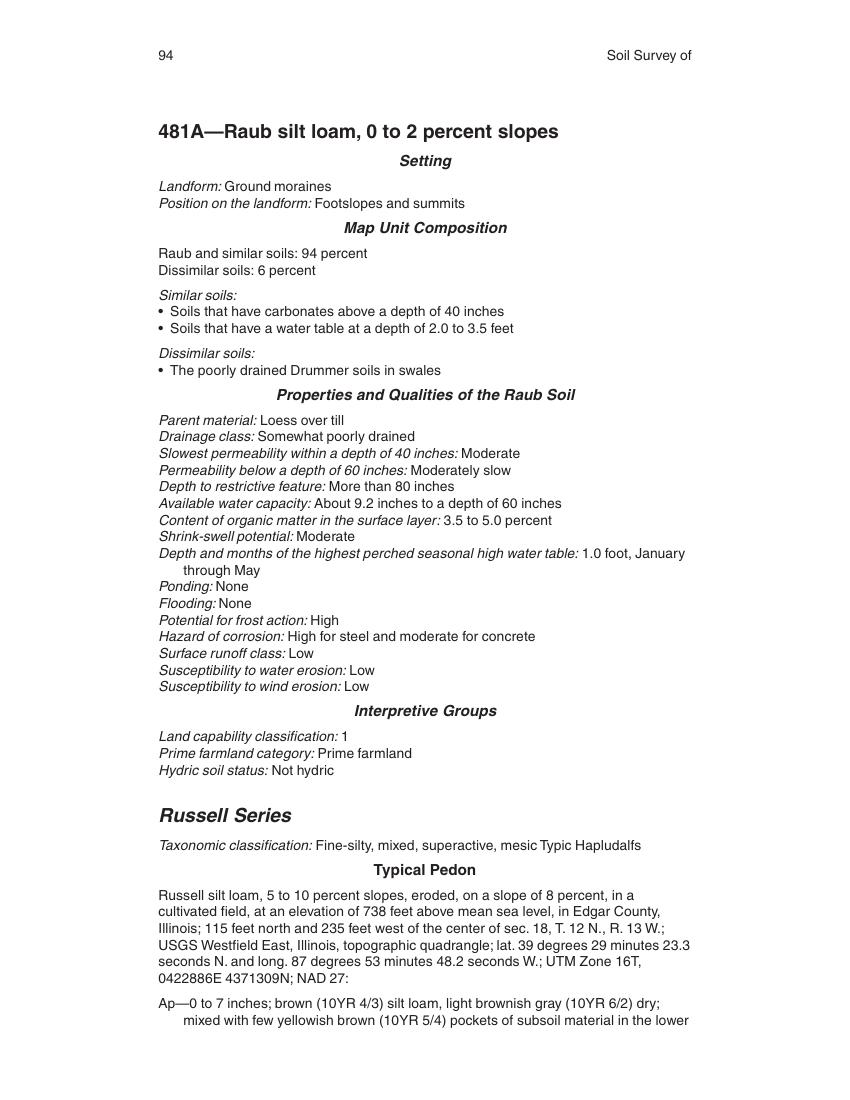 94
Soil Survey of
481A—Raub silt loam, 0 to 2 percent slopes
Setting
Landform: Ground moraines
Position on the landform: Footslopes and summits
Map Unit Composition
Raub and similar soils: 94 percent
Dissimilar soils: 6 percent
Similar soils:
• Soils that have carbonates above a depth of 40 inches
• Soils that have a water table at a depth of 2.0 to 3.5 feet
Dissimilar soils:
• The poorly drained Drummer soils in swales
Properties and Qualities of the Raub Soil
Parent material: Loess over till
Drainage class: Somewhat poorly drained
Slowest permeability within a depth of 40 inches: Moderate
Permeability below a depth of 60 inches: Moderately slow
Depth to restrictive feature: More than 80 inches
Available water capacity: About 9.2 inches to a depth of 60 inches
Content of organic matter in the surface layer: 3.5 to 5.0 percent
Shrink-swell potential: Moderate
Depth and months of the highest perched seasonal high water table: 1.0 foot, January
through May
Ponding: None
Flooding: None
Potential for frost action: High
Hazard of corrosion: High for steel and moderate for concrete
Surface runoff class: Low
Susceptibility to water erosion: Low
Susceptibility to wind erosion: Low
Interpretive Groups
Land capability classification: 1
Prime farmland category: Prime farmland
Hydric soil status: Not hydric
Russell Series
Taxonomic classification: Fine-silty, mixed, superactive, mesic Typic Hapludalfs
Typical Pedon
Russell silt loam, 5 to 10 percent slopes, eroded, on a slope of 8 percent, in a
cultivated field, at an elevation of 738 feet above mean sea level, in Edgar County,
Illinois; 115 feet north and 235 feet west of the center of sec. 18, T. 12 N., R. 13 W.;
USGS Westfield East, Illinois, topographic quadrangle; lat. 39 degrees 29 minutes 23.3
seconds N. and long. 87 degrees 53 minutes 48.2 seconds W.; UTM Zone 16T,
0422886E 4371309N; NAD 27:
Ap—0 to 7 inches; brown (10YR 4/3) silt loam, light brownish gray (10YR 6/2) dry;
mixed with few yellowish brown (10YR 5/4) pockets of subsoil material in the lower